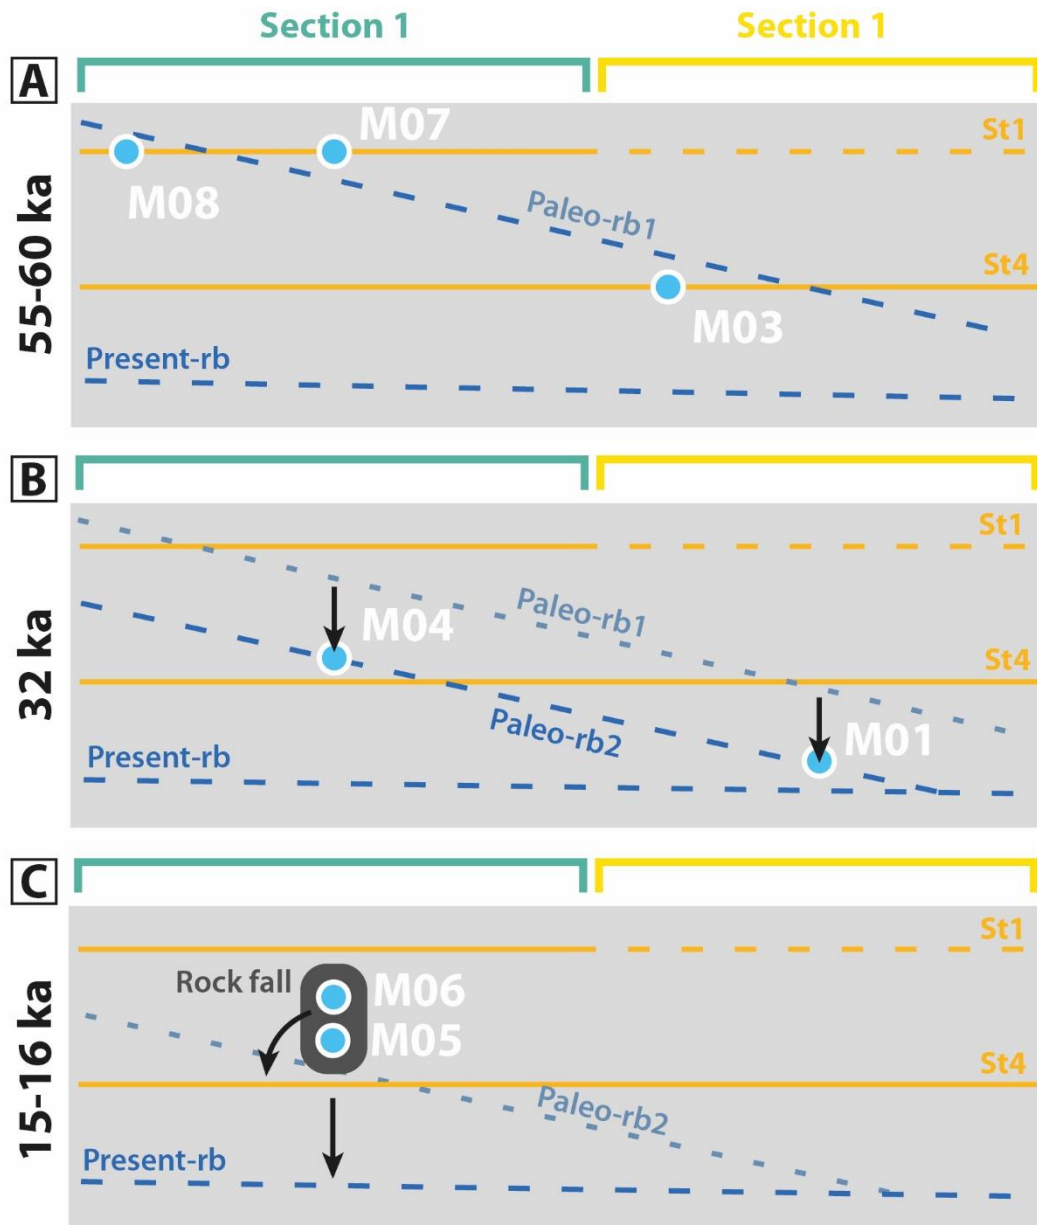 Section 1
Section 1
A
55-60 ka
M07
St1
M08
Paleo-rb1
St4
M03
Present-rb
B
32 ka
St1
Paleo-rb1
M04
St4
Paleo-rb2
M01
Present-rb
C
15-16 ka
St1
Rock fall
M06
M05
St4
Paleo-rb2
Present-rb